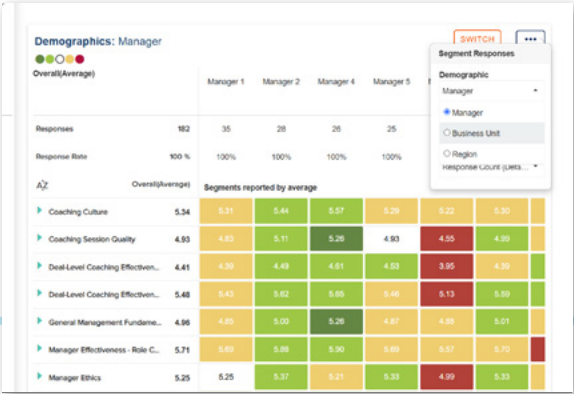 Demographics: Manager
SWITCH
•••
Segment Responses
Demographic
Manager
Manager
Business Unit
Region
Response Count (Deta...
Overall(Average)
Manager 1 Manager 2 Manager 4 Manager 5
Responses 182 35 28 26 25
Response Rate 100 % 100% 100% 100% 100%
AZ Overall(Average) Segments reported by average
Coaching Culture 5.34 5.31 5.44 5.57 5.29 5.22 5.30
Coaching Session Quality 4.93 4.83 5.11 5.26 4.93 4.55 4.99
Deal-Level Coaching Effectiven... 4.41 4.39 4.49 4.61 4.53 3.95 4.39
Deal-Level Coaching Effectiven... 5.48 5.43 5.62 5.65 5.46 5.13 5.59
General Management Fundame... 4.96 4.85 5.00 5.26 4.87 4.88 5.01
Manager Effectiveness - Role C... 5.71 5.69 5.88 5.90 5.69 5.57 5.70
Manager Ethics 5.25 5.25 5.37 5.21 5.33 4.99 5.33